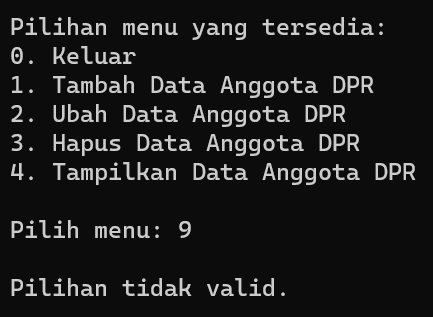 Pilihan menu yang tersedia:
0. Keluar
1. Tambah Data Anggota DPR
2. Ubah Data Anggota DPR
3. Hapus Data Anggota DPR
4. Tampilkan Data Anggota DPR
Pilih menu: 9
Pilihan tidak valid.